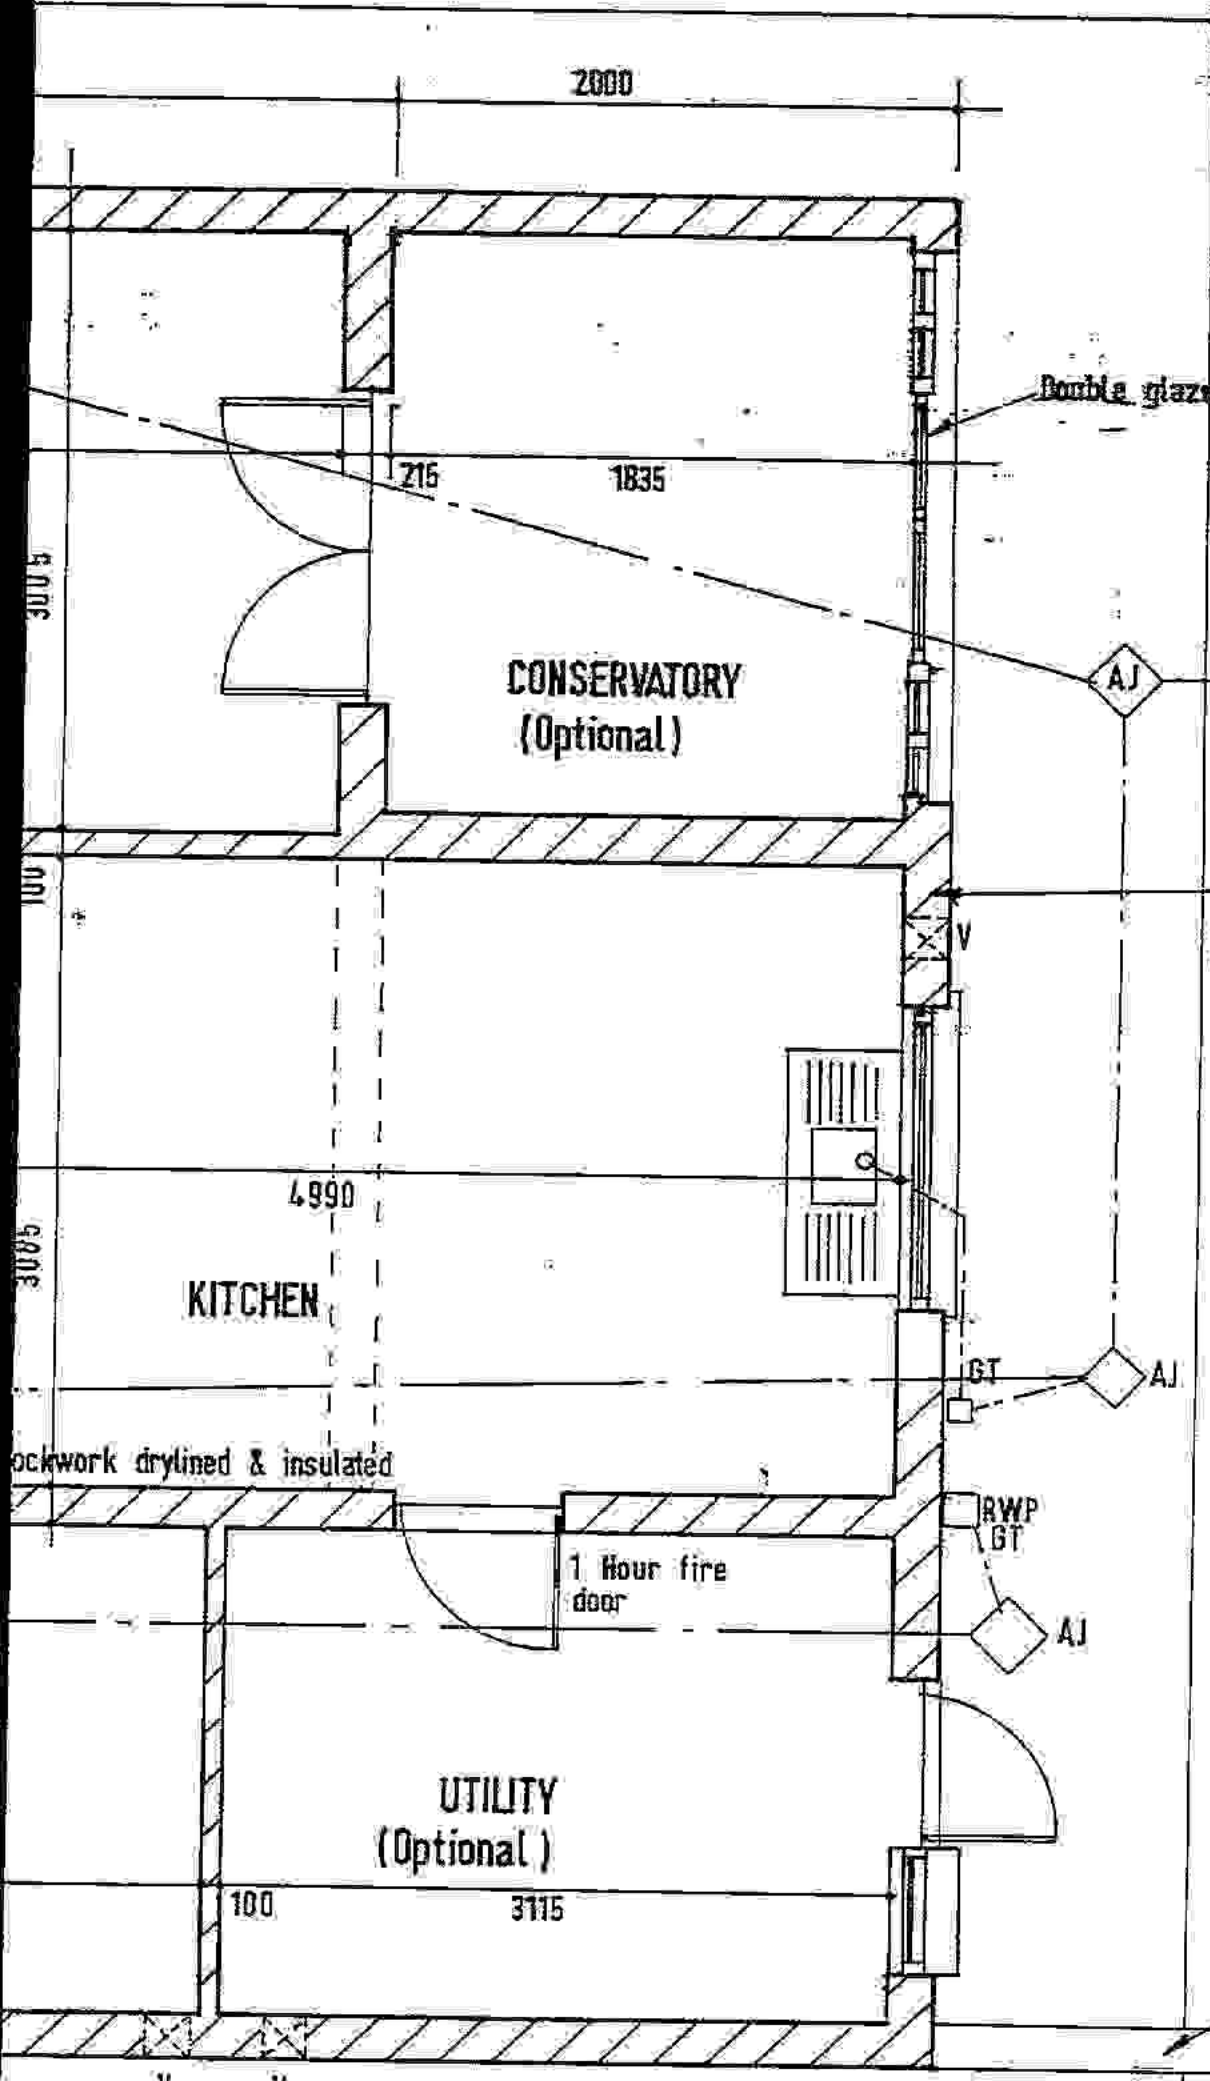 2000
Double glaz
215
1835
3005
CONSERVATORY
(Optional)
AJ
100
V
4990
3005
KITCHEN
GT
AJ
ockwork drylined & insulated
RWP
GT
1 Hour fire
door
AJ
UTILITY
(Optional)
100
3115